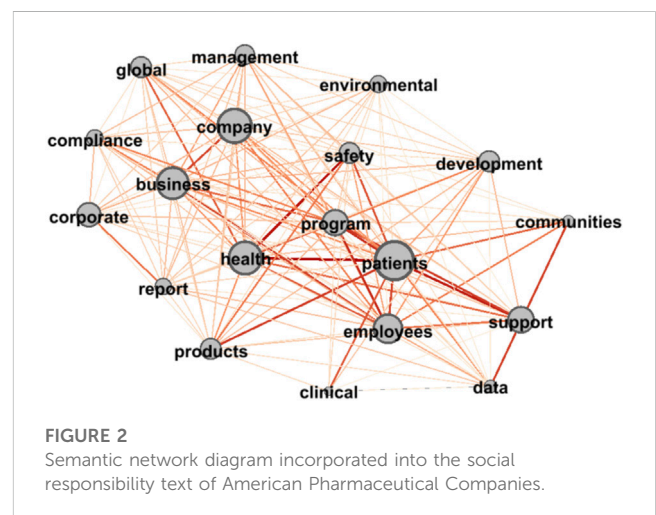 management
global
environmental
company
compliance
safety
development
business
corporate
program
communities
health
patients
report
support
employees
products
data
clinical
FIGURE 2
Semantic network diagram incorporated into the social
responsibility text of American Pharmaceutical Companies.